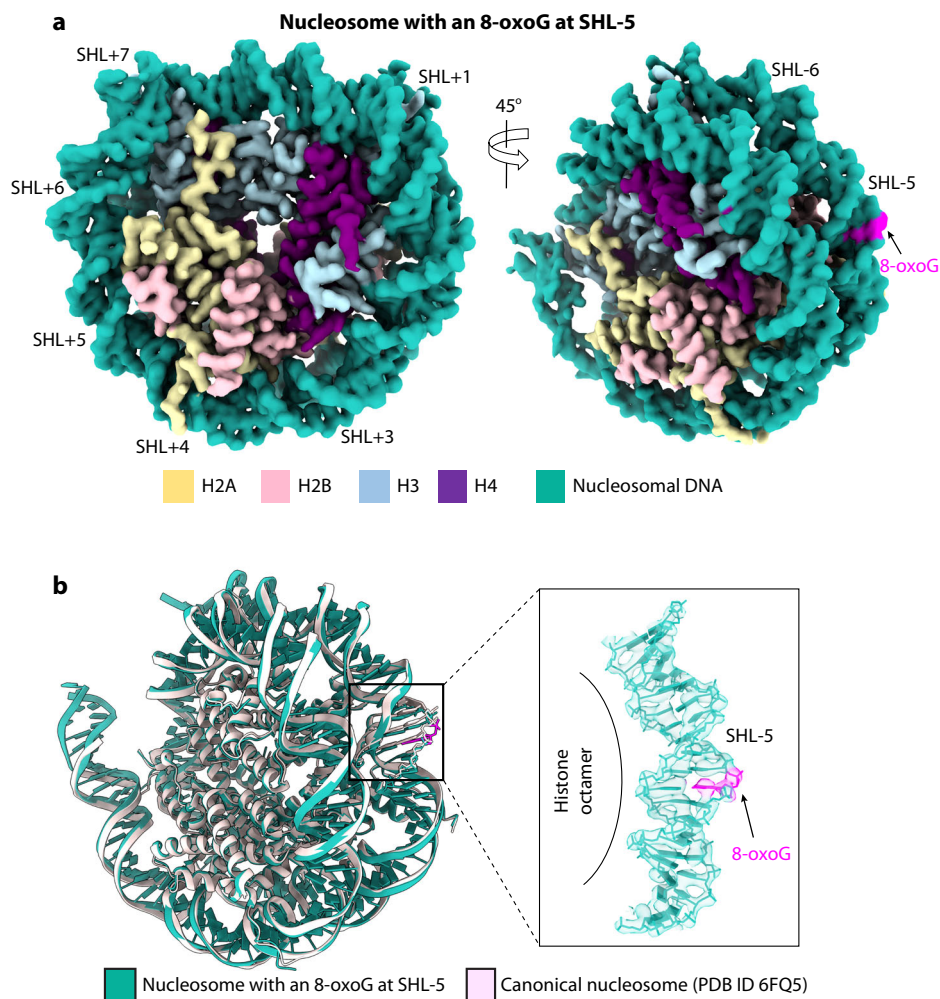 a
Nucleosome with an 8-oxoG at SHL-5
SHL+7
SHL+1
SHL+6
SHL+5
SHL+4
SHL+3
45°
SHL-6
SHL-5
8-oxoG
H2A
H2B
H3
H4
Nucleosomal DNA
b
Histone
octamer
SHL-5
8-oxoG
Nucleosome with an 8-oxoG at SHL-5
Canonical nucleosome (PDB ID 6FQ5)